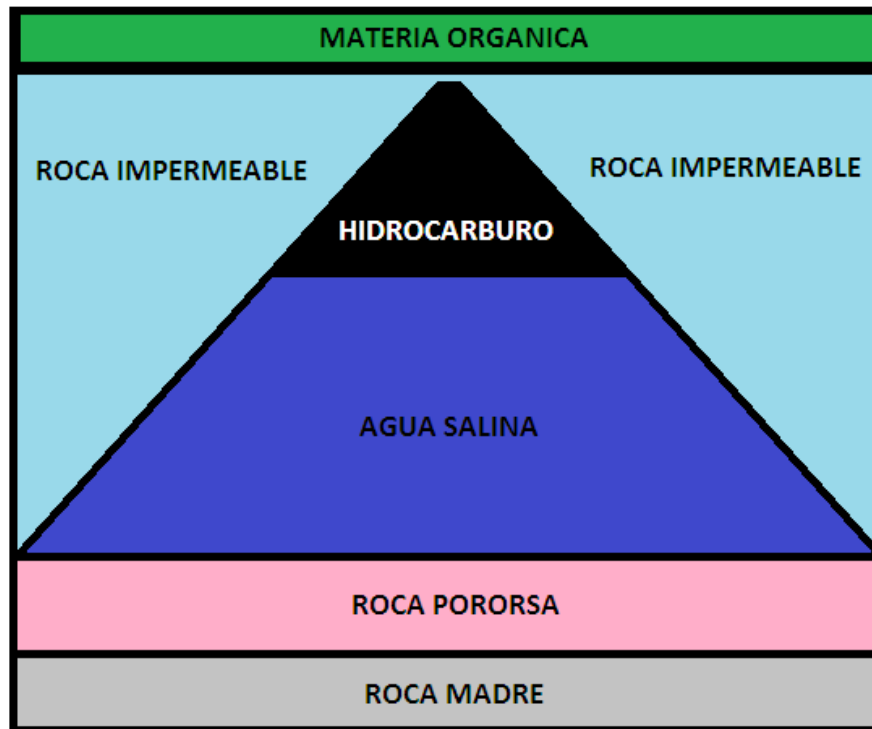 MATERIA ORGANICA
ROCA IMPERMEABLE
ROCA IMPERMEABLE
HIDROCARBURO
AGUA SALINA
ROCA PORORSA
ROCA MADRE